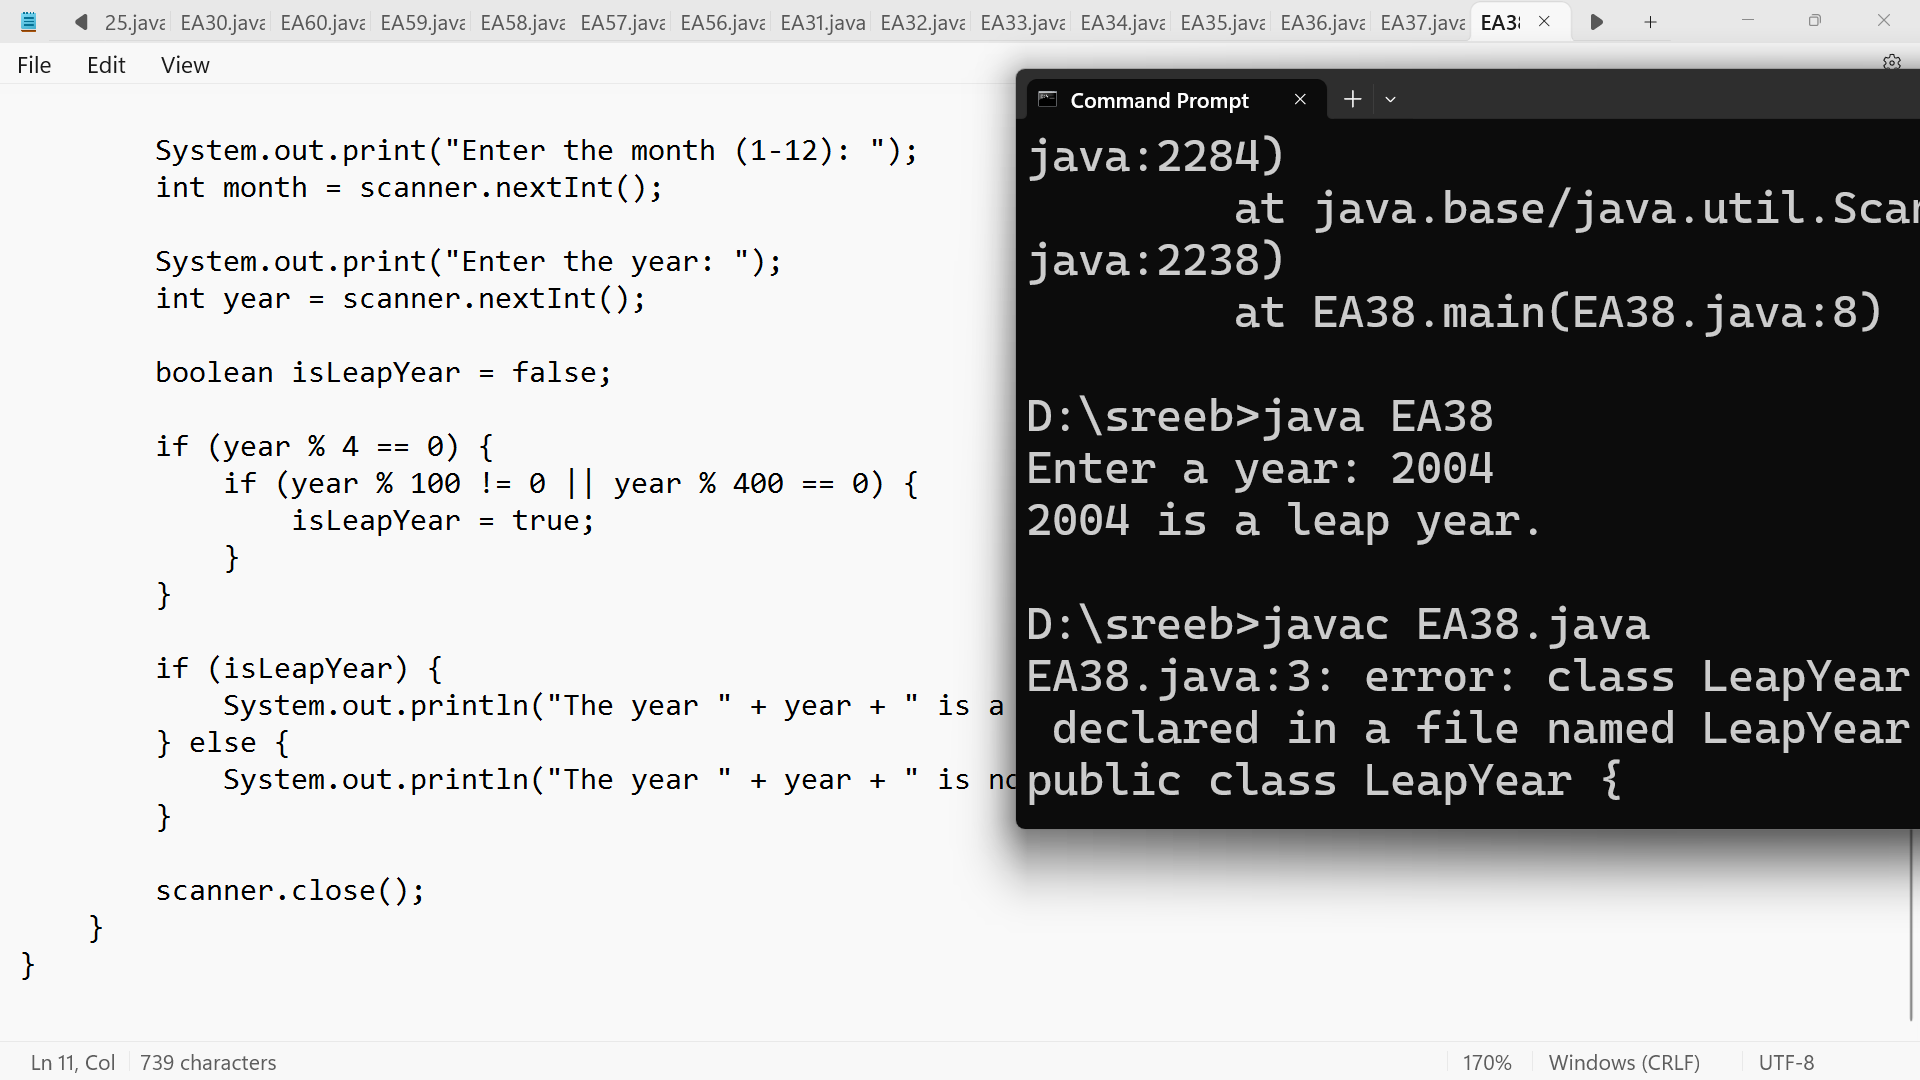 25.java EA30.java EA60.java EA59.java EA58.java EA57.java EA56.java EA31.java EA32.java EA33.java EA34.java EA35.java EA36.java EA37.java EA38
File Edit View
System.out.print("Enter the month (1-12): ");
int month = scanner.nextInt();
System.out.print("Enter the year: ");
int year = scanner.nextInt();
boolean isLeapYear = false;
if (year % 4 == 0) {
if (year % 100 != 0 || year % 400 == 0) {
isLeapYear = true;
}
}
if (isLeapYear) {
System.out.println("The year " + year + " is a
} else {
System.out.println("The year " + year + " is no
}
scanner.close();
}
}
Command Prompt
java:2284)
at java.base/java.util.Scan
java:2238)
at EA38.main(EA38.java:8)
D:\sreeb>java EA38
Enter a year: 2004
2004 is a leap year.
D:\sreeb>javac EA38.java
EA38.java:3: error: class LeapYear
declared in a file named LeapYear
public class LeapYear {
Ln 11, Col 739 characters 170% Windows (CRLF) UTF-8